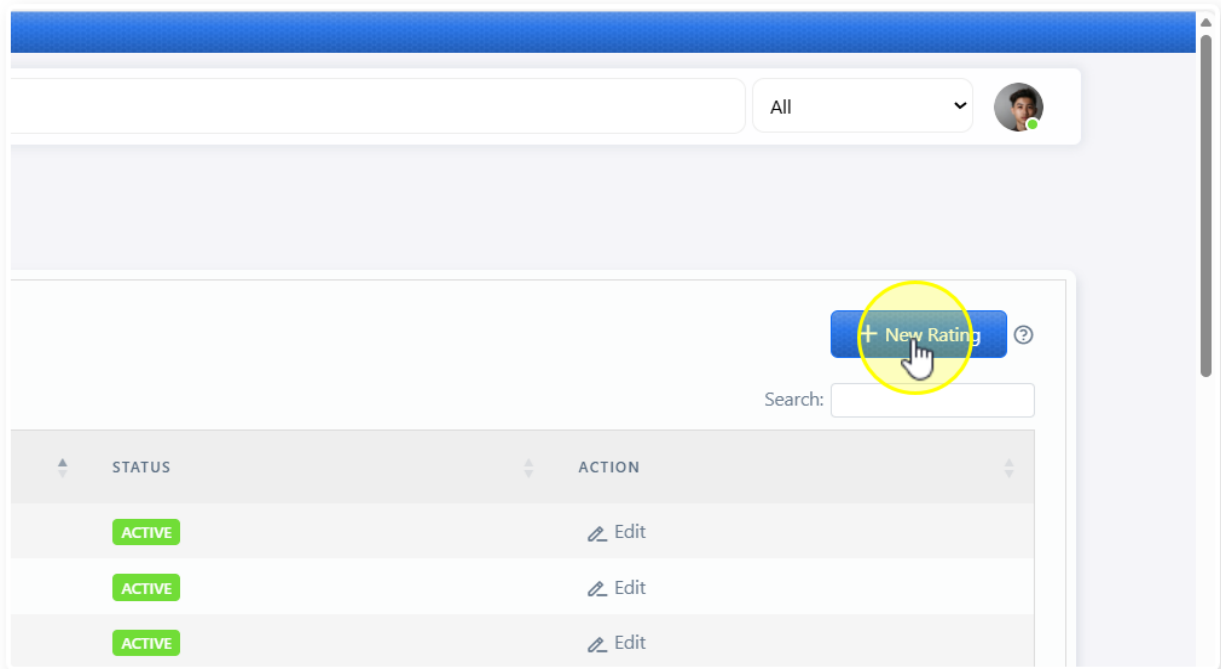 All
+ New Rating
Search:
STATUS ACTION
ACTIVE Edit
ACTIVE Edit
ACTIVE Edit